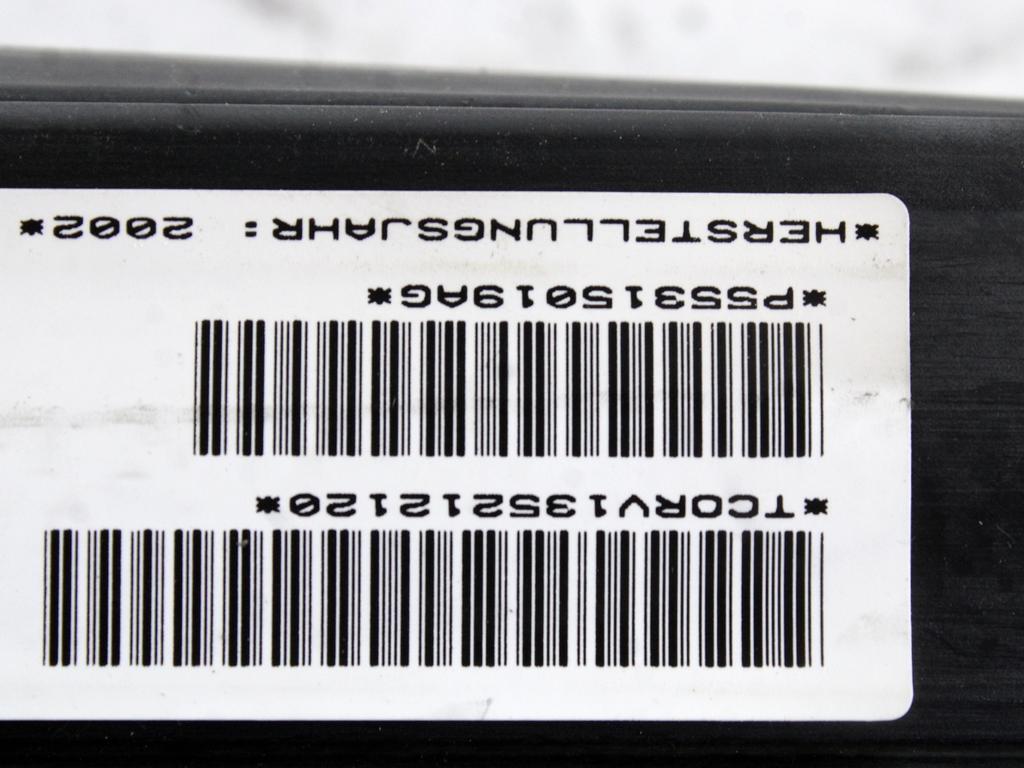 *TCORV135212120*
*P55315019AG*
*HERSTELLUNGSJAHR: 2002*